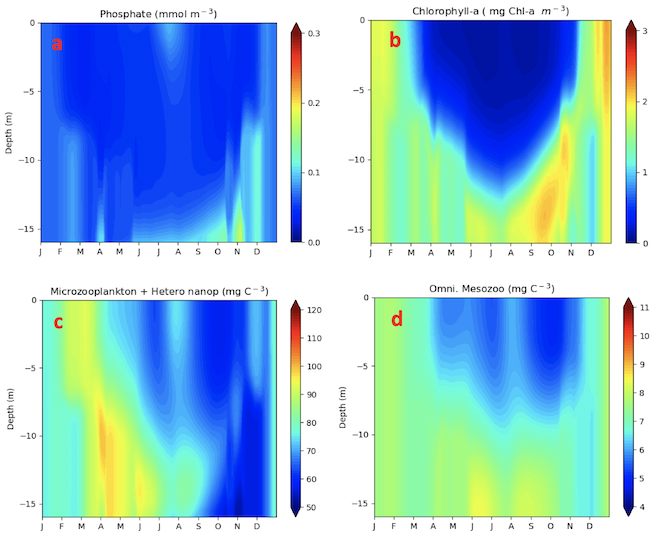 Phosphate (mmol m⁻³)
a
0
−5
−10
−15
Depth (m)
J F M A M J J A S O N D
0.3
0.2
0.1
0.0
Chlorophyll-a ( mg Chl-a m⁻³)
b
0
−5
−10
−15
J F M A M J J A S O N D
3
2
1
0
Microzooplankton + Hetero nanop (mg C⁻³)
c
0
−5
−10
−15
Depth (m)
J F M A M J J A S O N D
120
110
100
90
80
70
60
50
Omni. Mesozoo (mg C⁻³)
d
0
−5
−10
−15
Depth (m)
J F M A M J J A S O N D
11
10
9
8
7
6
5
4